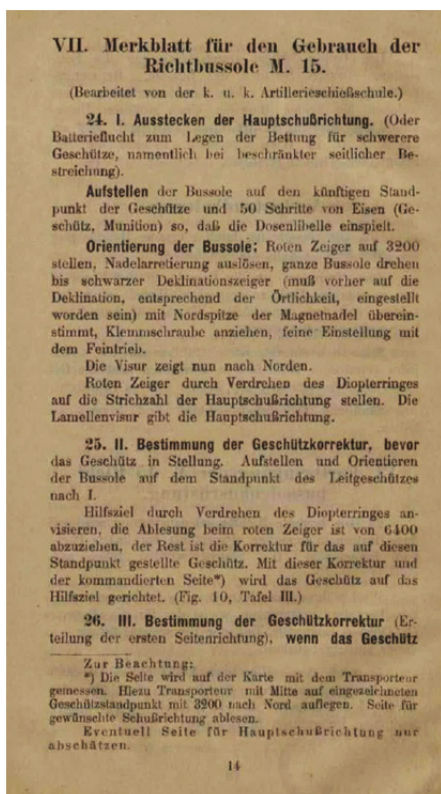 VII. Merkblatt für den Gebrauch der
Richtbussole M. 15.
(Bearbeitet von der k. u. k. Artillerieschießschule.)
24. I. Ausstecken der Hauptschußrichtung. (Oder
Batterieflucht zum Legen der Bettung für schwerere
Geschütze, namentlich bei beschränkter seitlicher Be-
streichung).
Aufstellen der Bussole auf den künftigen Stand-
punkt der Geschütze und 50 Schritte von Eisen (Ge-
schütz, Munition) so, daß die Dosenlibelle einspielt.
Orientierung der Bussole: Roten Zeiger auf 3200
stellen, Nadelarretierung auslösen, ganze Bussole drehen
bis schwarzer Deklinationszeiger (muß vorher auf die
Deklination, entsprechend der Örtlichkeit, eingestellt
worden sein) mit Nordspitze der Magnetnadel überein-
stimmt, Klemmschraube anziehen, feine Einstellung mit
dem Feintrieb.
Die Visur zeigt nun nach Norden.
Roten Zeiger durch Verdrehen des Diopterringes
auf die Strichzahl der Hauptschußrichtung stellen. Die
Lamellenvisur gibt die Hauptschußrichtung.
25. II. Bestimmung der Geschützkorrektur, bevor
das Geschütz in Stellung. Aufstellen und Orientieren
der Bussole auf dem Standpunkt des Leitgeschützes
nach I.
Hilfsziel durch Verdrehen des Diopterringes an-
visieren, die Ablesung beim roten Zeiger ist von 6400
abzuziehen, der Rest ist die Korrektur für das auf diesen
Standpunkt gestellte Geschütz. Mit dieser Korrektur und
der kommandierten Seite*) wird das Geschütz auf das
Hilfsziel gerichtet. (Fig. 10, Tafel III.)
26. III. Bestimmung der Geschützkorrektur (Er-
teilung der ersten Seitenrichtung), wenn das Geschütz
Zur Beachtung:
*) Die Seite wird auf der Karte mit dem Transporteur
gemessen. Hiezu Transporteur mit Mitte auf eingezeichneten
Geschützstandpunkt mit 3200 nach Nord auflegen. Seite für
gewünschte Schußrichtung ablesen.
Eventuell Seite für Hauptschußrichtung nur
abschätzen.
14